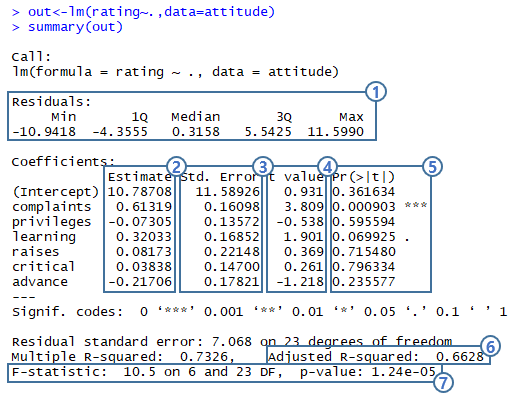 > out<-lm(rating~.,data=attitude)
> summary(out)
Call:
lm(formula = rating ~ ., data = attitude)
1
Residuals:
Min 1Q Median 3Q Max
-10.9418 -4.3555 0.3158 5.5425 11.5990
Coefficients: 2 3 4 5
Estimate Std. Error t value Pr(>|t|)
(Intercept) 10.78708 11.58926 0.931 0.361634
complaints 0.61319 0.16098 3.809 0.000903 ***
privileges -0.07305 0.13572 -0.538 0.595594
learning 0.32033 0.16852 1.901 0.069925 .
raises 0.08173 0.22148 0.369 0.715480
critical 0.03838 0.14700 0.261 0.796334
advance -0.21706 0.17821 -1.218 0.235577
---
Signif. codes: 0 ‘***’ 0.001 ‘**’ 0.01 ‘*’ 0.05 ‘.’ 0.1 ‘ ’ 1
Residual standard error: 7.068 on 23 degrees of freedom
Multiple R-squared: 0.7326, Adjusted R-squared: 0.6628 6
F-statistic: 10.5 on 6 and 23 DF, p-value: 1.24e-05 7